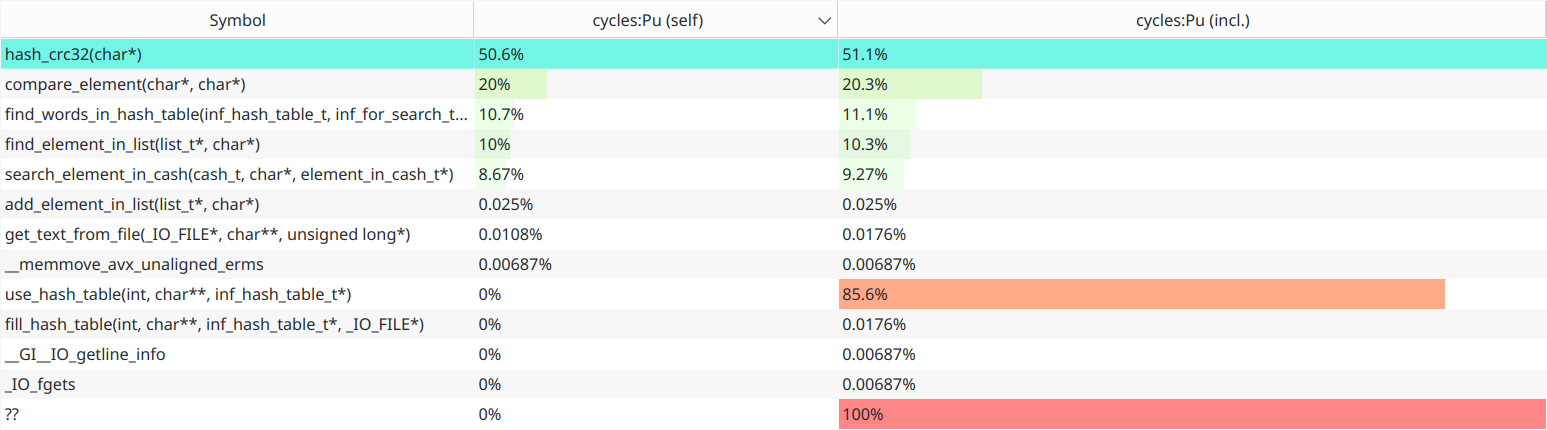 Symbol cycles:Pu (self) cycles:Pu (incl.)
hash_crc32(char*) 50.6% 51.1%
compare_element(char*, char*) 20% 20.3%
find_words_in_hash_table(inf_hash_table_t, inf_for_search_t... 10.7% 11.1%
find_element_in_list(list_t*, char*) 10% 10.3%
search_element_in_cash(cash_t, char*, element_in_cash_t*) 8.67% 9.27%
add_element_in_list(list_t*, char*) 0.025% 0.025%
get_text_from_file(_IO_FILE*, char**, unsigned long*) 0.0108% 0.0176%
__memmove_avx_unaligned_erms 0.00687% 0.00687%
use_hash_table(int, char**, inf_hash_table_t*) 0% 85.6%
fill_hash_table(int, char**, inf_hash_table_t*, _IO_FILE*) 0% 0.0176%
__GI__IO_getline_info 0% 0.00687%
_IO_fgets 0% 0.00687%
?? 0% 100%